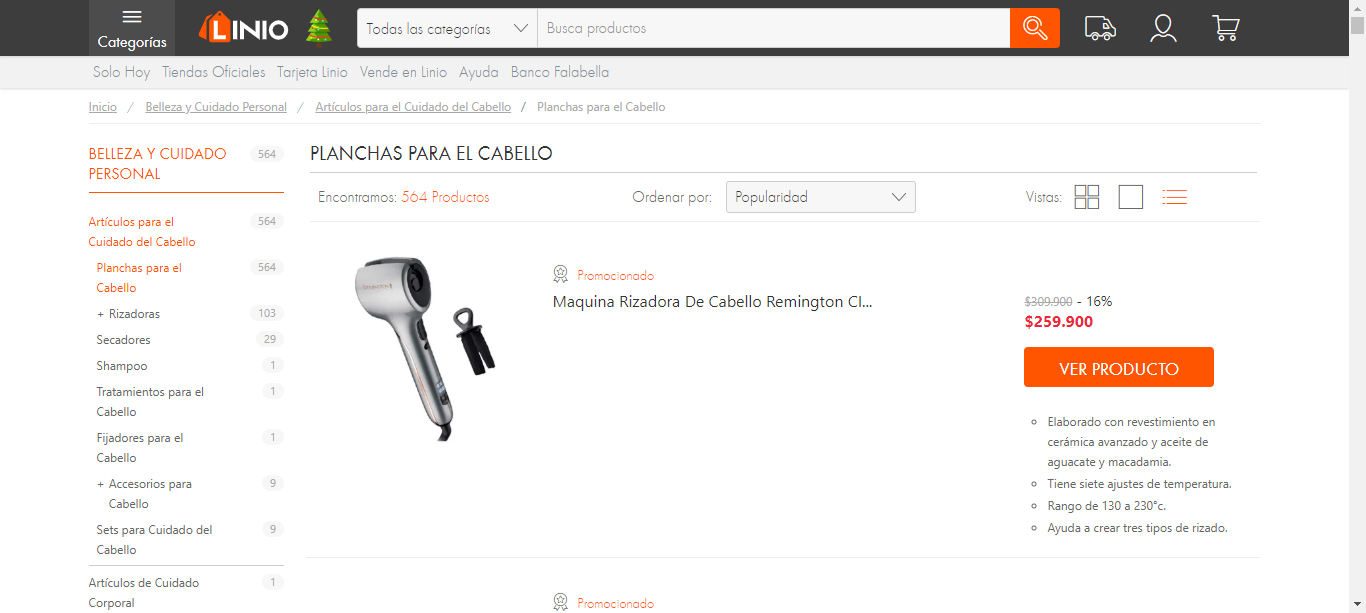 Categorías
LINIO
Todas las categorías
Busca productos
Solo Hoy Tiendas Oficiales Tarjeta Linio Vende en Linio Ayuda Banco Falabella
Inicio / Belleza y Cuidado Personal / Artículos para el Cuidado del Cabello / Planchas para el Cabello
BELLEZA Y CUIDADO 564
PERSONAL
Artículos para el 564
Cuidado del Cabello
Planchas para el 564
Cabello
+ Rizadoras 103
Secadores 29
Shampoo 1
Tratamientos para el 1
Cabello
Fijadores para el 1
Cabello
+ Accesorios para 9
Cabello
Sets para Cuidado del 9
Cabello
Artículos de Cuidado 1
Corporal
PLANCHAS PARA EL CABELLO
Encontramos: 564 Productos
Ordenar por: Popularidad
Vistas:
Promocionado
Maquina Rizadora De Cabello Remington CI...
$309.900 - 16%
$259.900
VER PRODUCTO
Elaborado con revestimiento en
cerámica avanzado y aceite de
aguacate y macadamia.
Tiene siete ajustes de temperatura.
Rango de 130 a 230°c.
Ayuda a crear tres tipos de rizado.
Promocionado